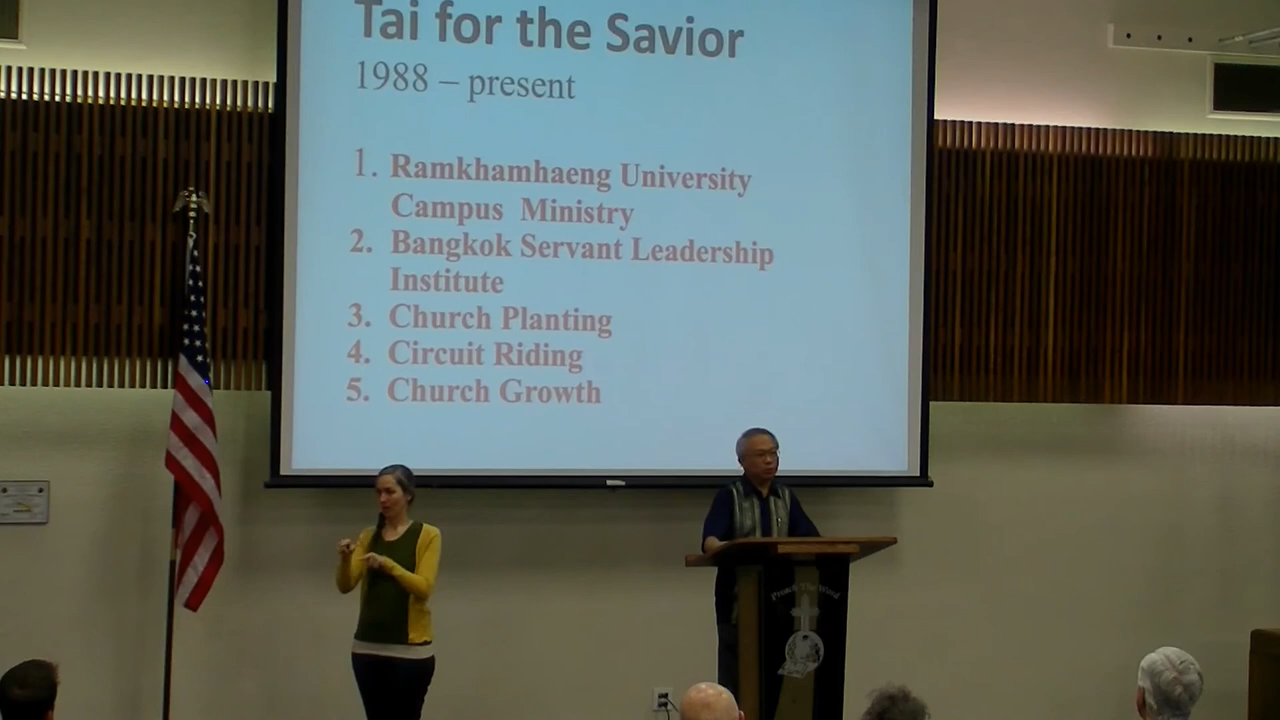 Tai for the Savior
1988 – present
1. Ramkhamhaeng University
Campus Ministry
2. Bangkok Servant Leadership
Institute
3. Church Planting
4. Circuit Riding
5. Church Growth
Preach The Word